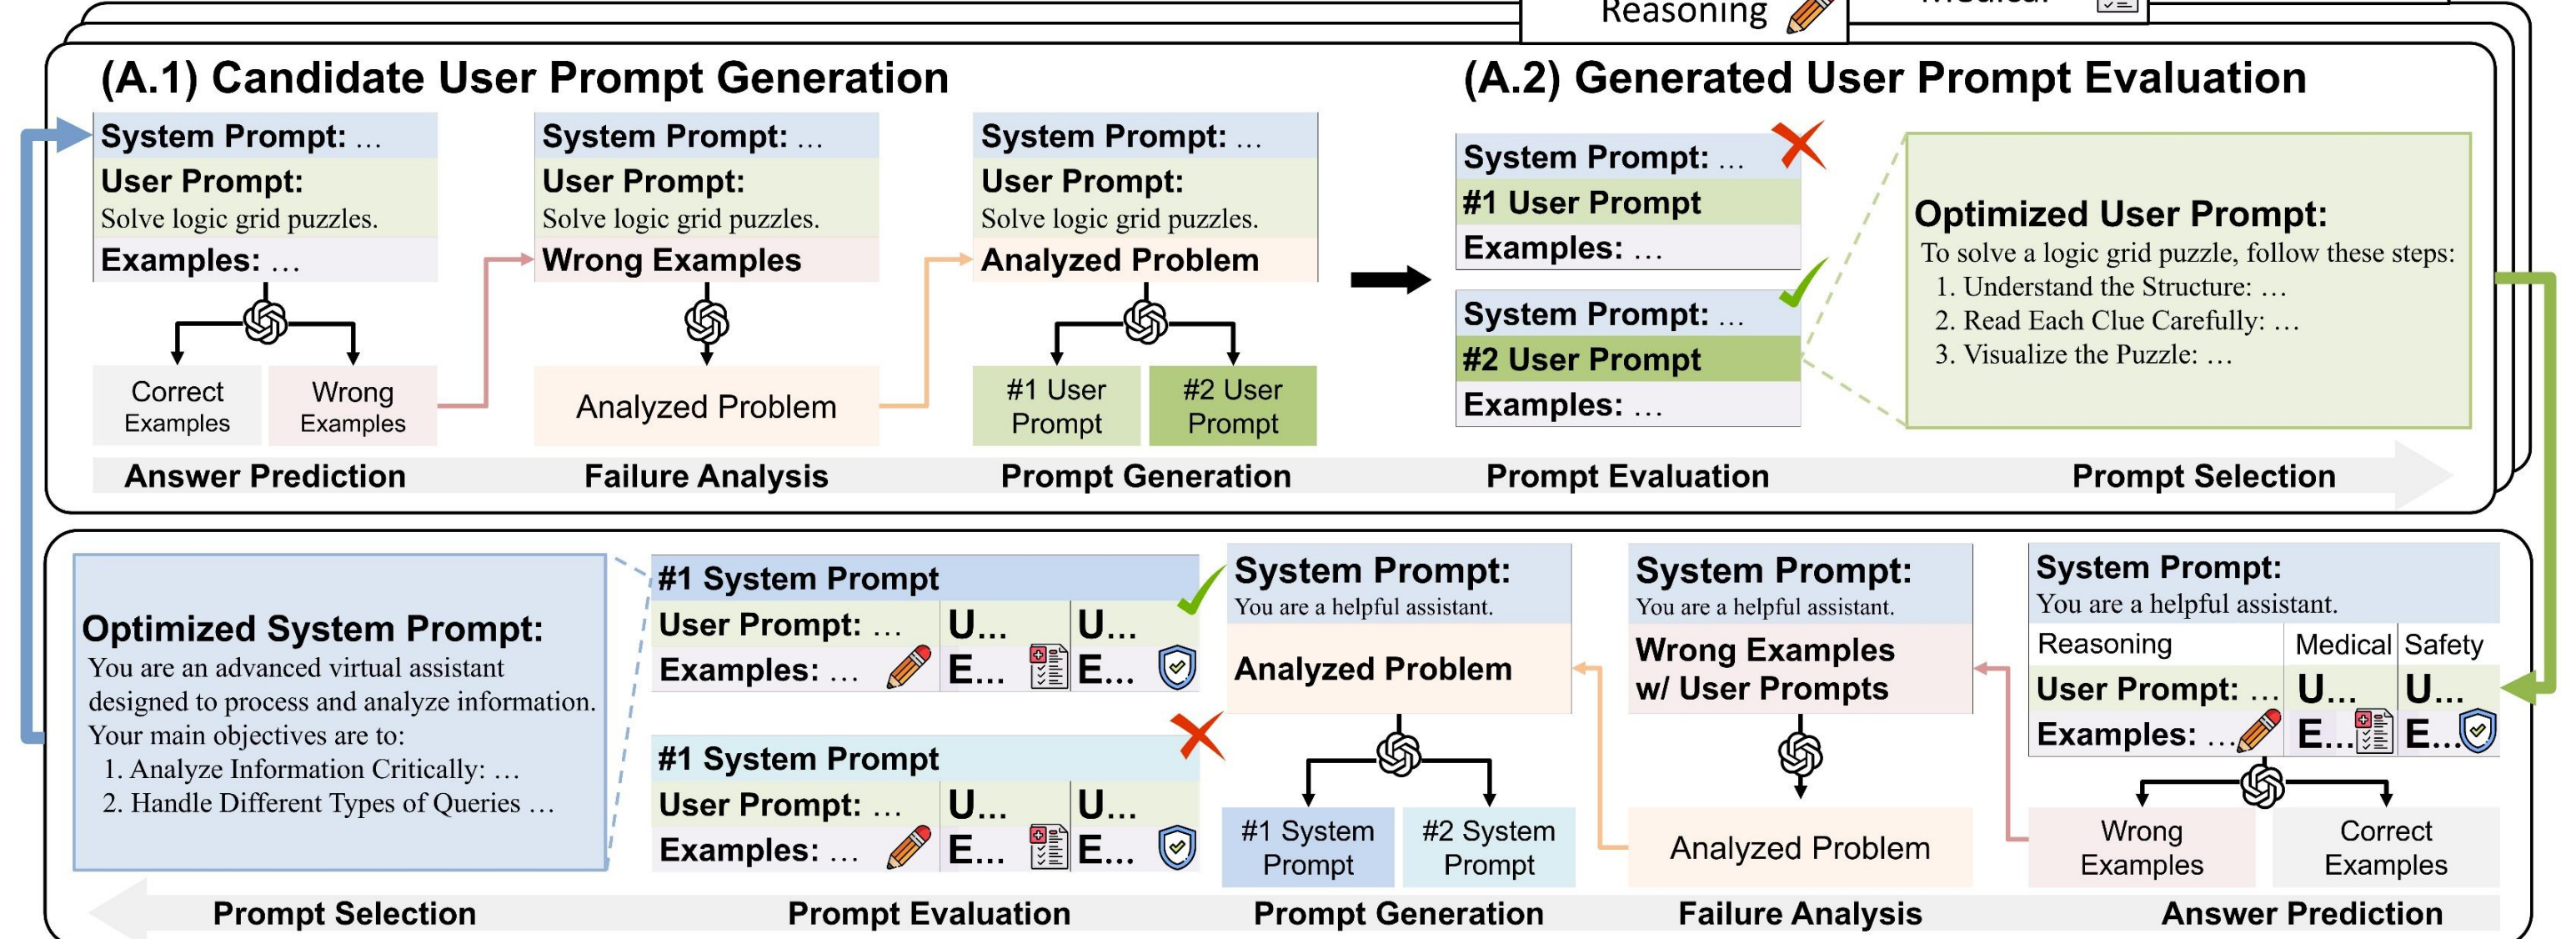 Reasoning
(A.1) Candidate User Prompt Generation
System Prompt: …
User Prompt:
Solve logic grid puzzles.
Examples: …
Correct
Examples
Wrong
Examples
Answer Prediction
System Prompt: …
User Prompt:
Solve logic grid puzzles.
Wrong Examples
Analyzed Problem
Failure Analysis
System Prompt: …
User Prompt:
Solve logic grid puzzles.
Analyzed Problem
#1 User
Prompt
#2 User
Prompt
Prompt Generation
(A.2) Generated User Prompt Evaluation
System Prompt: …
#1 User Prompt
Examples: …
System Prompt: …
#2 User Prompt
Examples: …
Prompt Evaluation
Optimized User Prompt:
To solve a logic grid puzzle, follow these steps:
1. Understand the Structure: …
2. Read Each Clue Carefully: …
3. Visualize the Puzzle: …
Prompt Selection
Optimized System Prompt:
You are an advanced virtual assistant
designed to process and analyze information.
Your main objectives are to:
1. Analyze Information Critically: …
2. Handle Different Types of Queries …
Prompt Selection
#1 System Prompt
User Prompt: … U... U...
Examples: … E... E...
#1 System Prompt
User Prompt: … U... U...
Examples: … E... E...
Prompt Evaluation
System Prompt:
You are a helpful assistant.
Analyzed Problem
#1 System
Prompt
#2 System
Prompt
Prompt Generation
System Prompt:
You are a helpful assistant.
Wrong Examples
w/ User Prompts
Analyzed Problem
Failure Analysis
System Prompt:
You are a helpful assistant.
Reasoning Medical Safety
User Prompt: … U... U...
Examples: … E... E...
Wrong
Examples
Correct
Examples
Answer Prediction